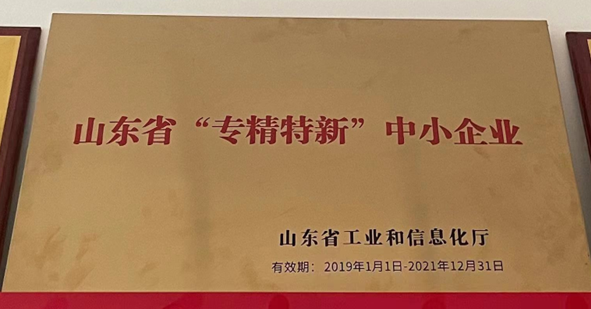 山东省“专精特新”中小企业
山东省工业和信息化厅
有效期：2019年1月1日-2021年12月31日